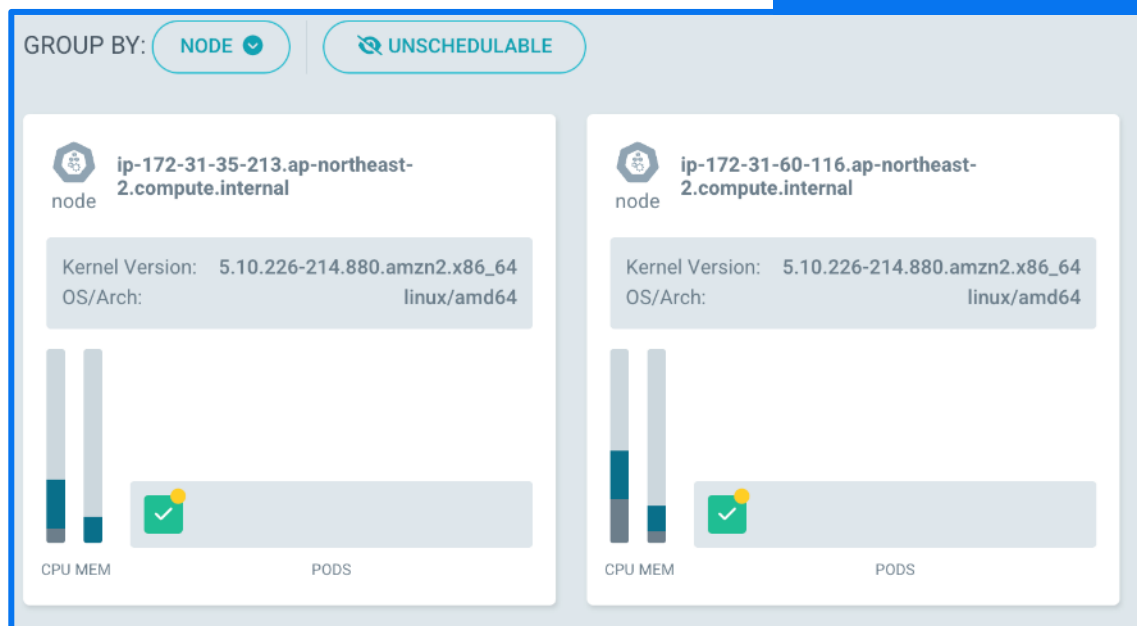 GROUP BY: NODE UNSCHEDULABLE
ip-172-31-35-213.ap-northeast-
2.compute.internal
node
Kernel Version: 5.10.226-214.880.amzn2.x86_64
OS/Arch: linux/amd64
CPU MEM PODS
ip-172-31-60-116.ap-northeast-
2.compute.internal
node
Kernel Version: 5.10.226-214.880.amzn2.x86_64
OS/Arch: linux/amd64
CPU MEM PODS